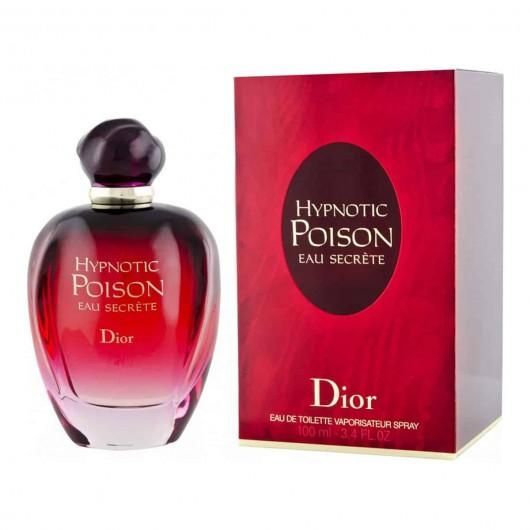 HYPNOTIC
POISON
EAU SECRÈTE
Dior
HYPNOTIC
POISON
EAU SECRÈTE
Dior
EAU DE TOILETTE VAPORISATEUR SPRAY
100 ml - 3.4 FL.OZ